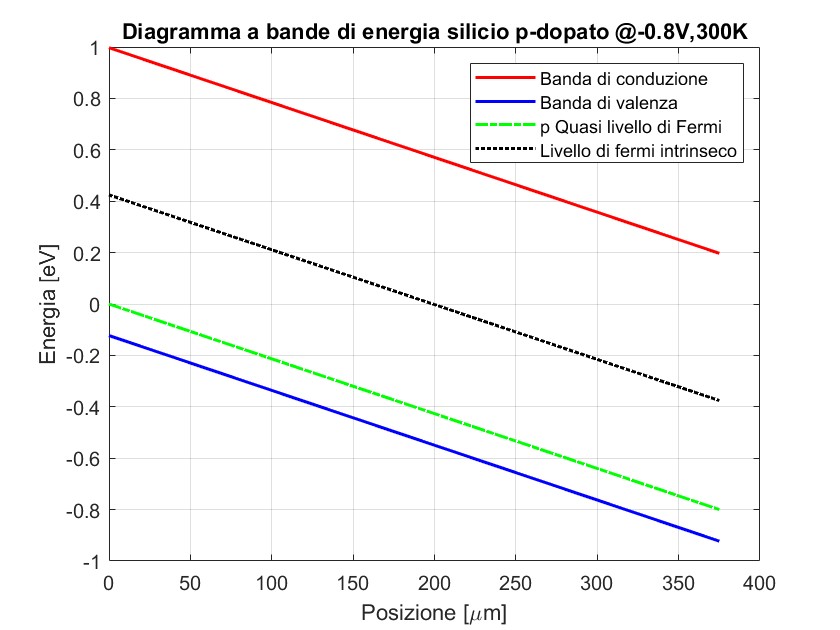 Diagramma a bande di energia silicio p-dopato @-0.8V,300K
1
0.8
0.6
0.4
0.2
0
-0.2
-0.4
-0.6
-0.8
-1
Energia [eV]
Banda di conduzione
Banda di valenza
p Quasi livello di Fermi
Livello di fermi intrinseco
0 50 100 150 200 250 300 350 400
Posizione [μm]